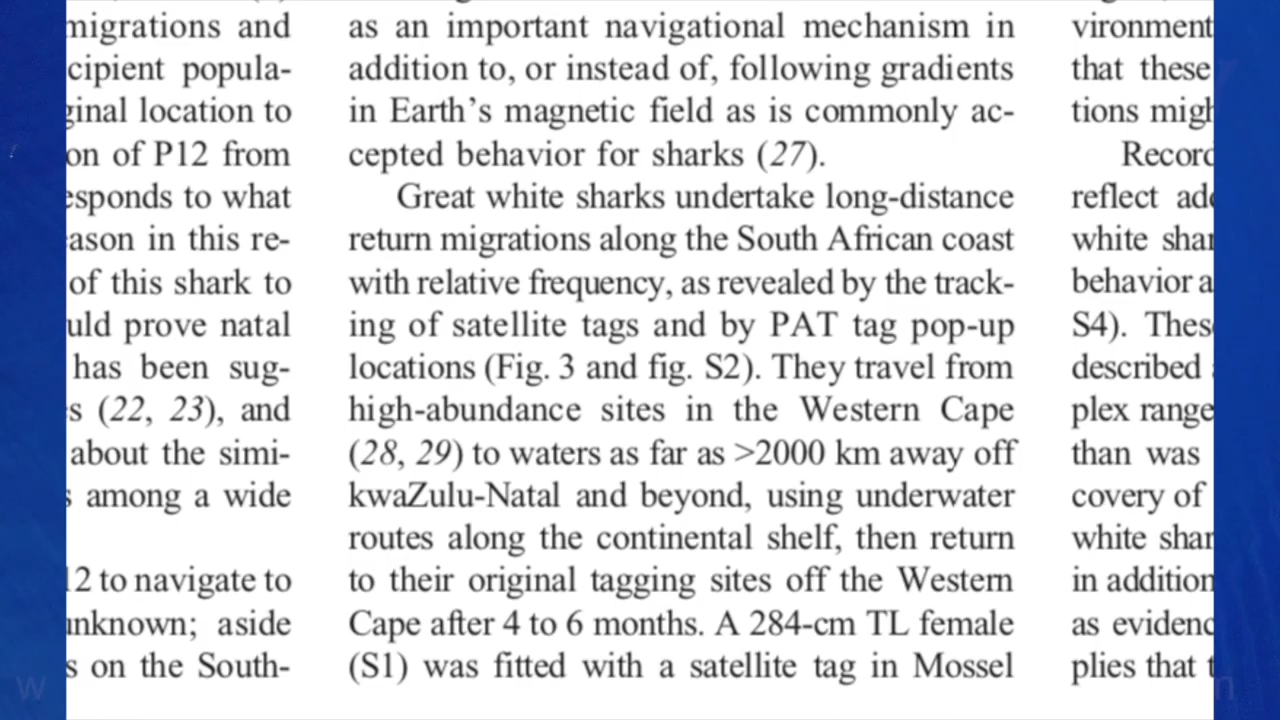 migrations and
cipient popula-
ginal location to
on of P12 from
esponds to what
ason in this re-
of this shark to
uld prove natal
has been sug-
s (22, 23), and
about the simi-
s among a wide
12 to navigate to
unknown; aside
s on the South-
as an important navigational mechanism in
addition to, or instead of, following gradients
in Earth's magnetic field as is commonly ac-
cepted behavior for sharks (27).
Great white sharks undertake long-distance
return migrations along the South African coast
with relative frequency, as revealed by the track-
ing of satellite tags and by PAT tag pop-up
locations (Fig. 3 and fig. S2). They travel from
high-abundance sites in the Western Cape
(28, 29) to waters as far as >2000 km away off
kwaZulu-Natal and beyond, using underwater
routes along the continental shelf, then return
to their original tagging sites off the Western
Cape after 4 to 6 months. A 284-cm TL female
(S1) was fitted with a satellite tag in Mossel
vironment
that these
tions migh
Record
reflect add
white shar
behavior a
S4). Thes
described
plex range
than was
covery of
white shar
in addition
as evidenc
plies that t